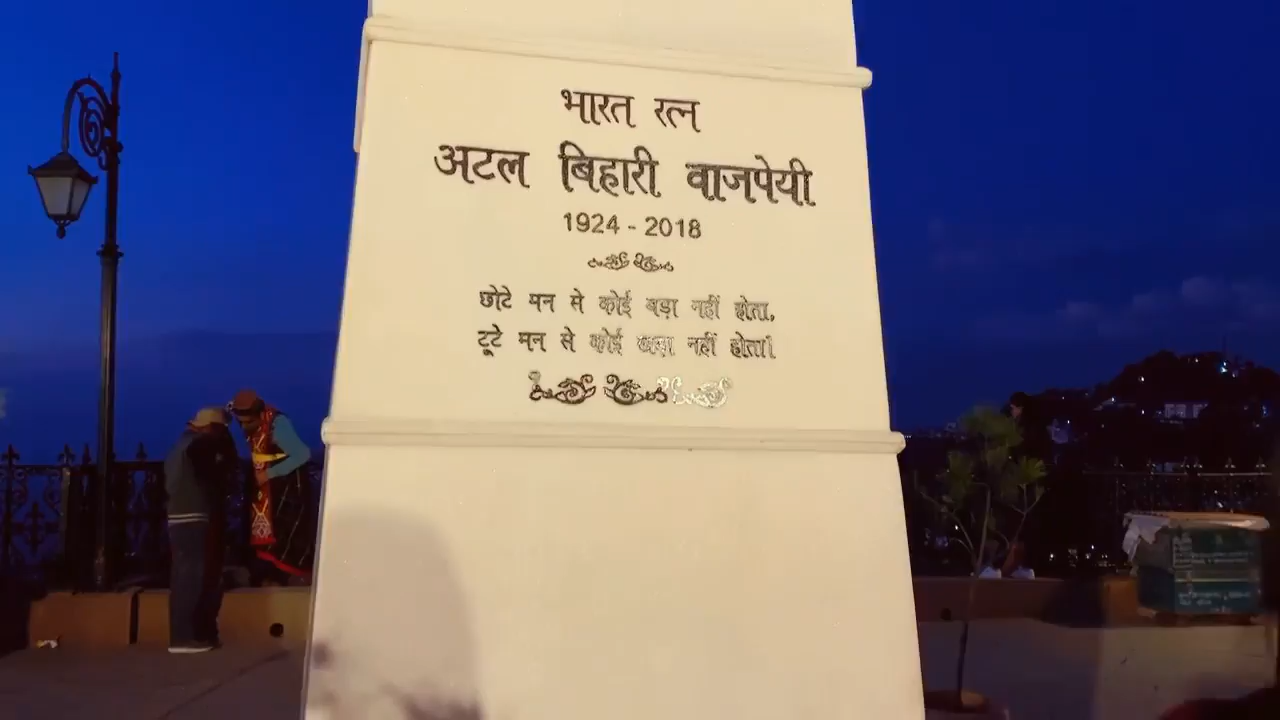 भारत रत्न
अटल बिहारी वाजपेयी
1924 - 2018
छोटे मन से कोई बड़ा नहीं होता,
टूटे मन से कोई खड़ा नहीं होता।